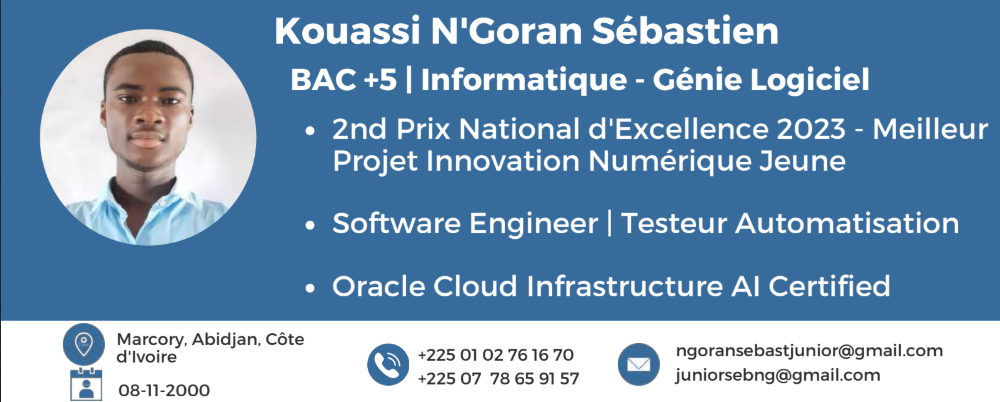 Kouassi N'Goran Sébastien
BAC +5 | Informatique - Génie Logiciel
• 2nd Prix National d'Excellence 2023 - Meilleur
Projet Innovation Numérique Jeune
• Software Engineer | Testeur Automatisation
• Oracle Cloud Infrastructure AI Certified
Marcory, Abidjan, Côte
d'Ivoire
08-11-2000
+225 01 02 76 16 70
+225 07 78 65 91 57
ngoransebastjunior@gmail.com
juniorsebng@gmail.com